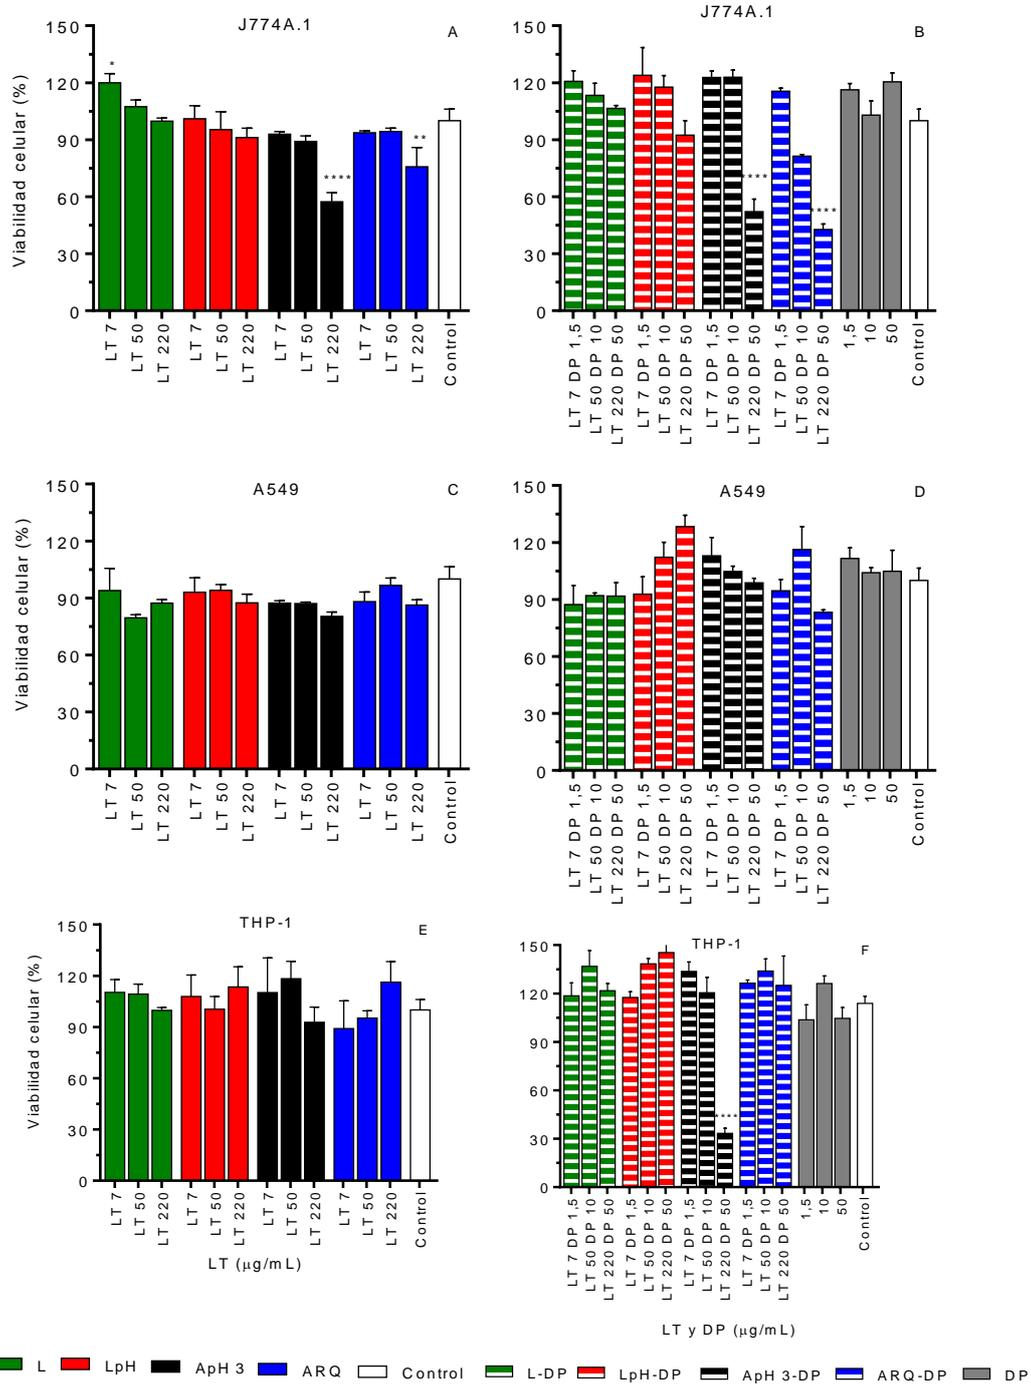 J774A.1
A
Viabilidad celular (%)
150
120
90
60
30
0
*
****
**
LT 7
LT 50
LT 220
LT 7
LT 50
LT 220
LT 7
LT 50
LT 220
LT 7
LT 50
LT 220
Control
J774A.1
B
150
120
90
60
30
0
****
****
LT 7 DP 1,5
LT 50 DP 10
LT 220 DP 50
LT 7 DP 1,5
LT 50 DP 10
LT 220 DP 50
LT 7 DP 1,5
LT 50 DP 10
LT 220 DP 50
LT 7 DP 1,5
LT 50 DP 10
LT 220 DP 50
1,5
10
50
Control
A549
C
Viabilidad celular (%)
150
120
90
60
30
0
LT 7
LT 50
LT 220
LT 7
LT 50
LT 220
LT 7
LT 50
LT 220
LT 7
LT 50
LT 220
Control
A549
D
150
120
90
60
30
0
LT 7 DP 1,5
LT 50 DP 10
LT 220 DP 50
LT 7 DP 1,5
LT 50 DP 10
LT 220 DP 50
LT 7 DP 1,5
LT 50 DP 10
LT 220 DP 50
LT 7 DP 1,5
LT 50 DP 10
LT 220 DP 50
1,5
10
50
Control
THP-1
E
Viabilidad celular (%)
150
120
90
60
30
0
LT 7
LT 50
LT 220
LT 7
LT 50
LT 220
LT 7
LT 50
LT 220
LT 7
LT 50
LT 220
Control
LT (µg/mL)
THP-1
F
150
120
90
60
30
0
****
LT 7 DP 1,5
LT 50 DP 10
LT 220 DP 50
LT 7 DP 1,5
LT 50 DP 10
LT 220 DP 50
LT 7 DP 1,5
LT 50 DP 10
LT 220 DP 50
LT 7 DP 1,5
LT 50 DP 10
LT 220 DP 50
1,5
10
50
Control
LT y DP (µg/mL)
L LpH ApH 3 ARQ Control L-DP LpH-DP ApH 3-DP ARQ-DP DP